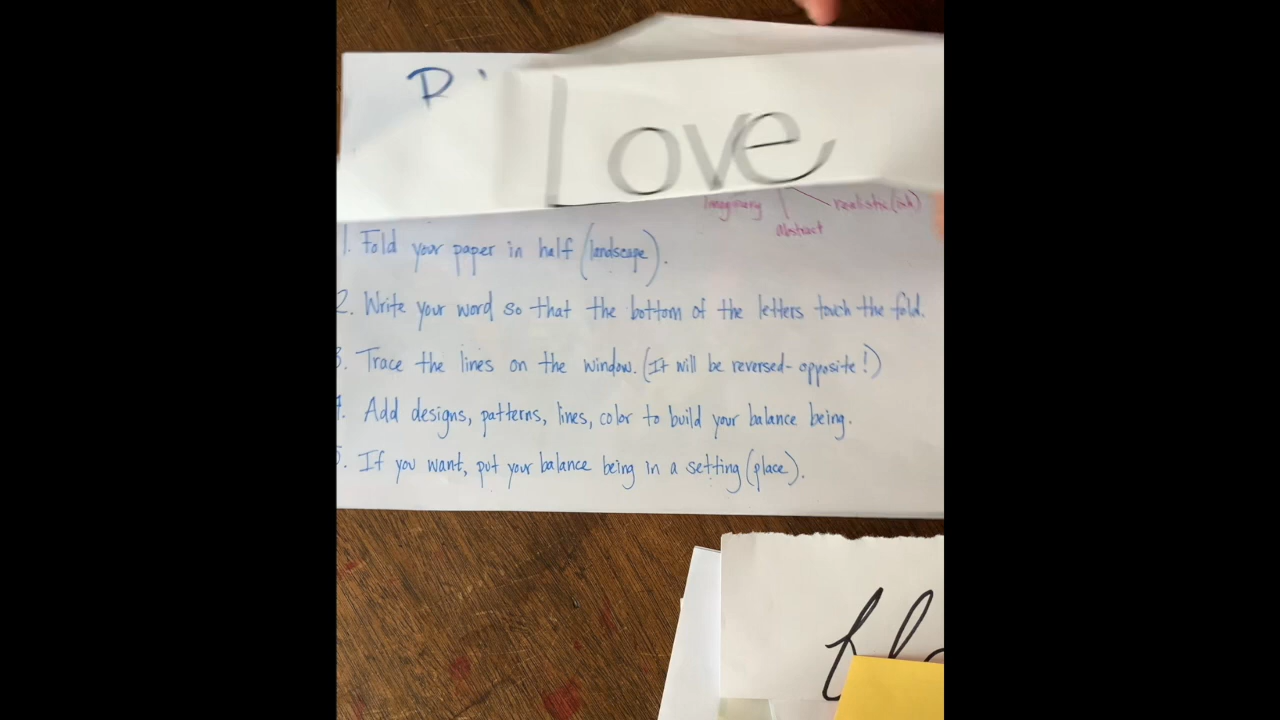 Love
Imaginary
realistic(ish)
abstract
1. Fold your paper in half (landscape).
2. Write your word so that the bottom of the letters touch the fold.
3. Trace the lines on the window. (It will be reversed- opposite!)
4. Add designs, patterns, lines, color to build your balance being.
5. If you want, put your balance being in a setting (place).